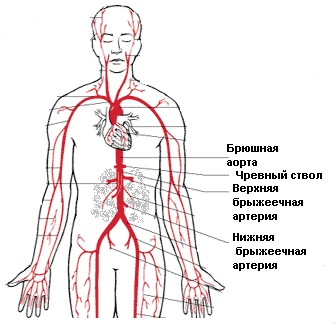 Брюшная
аорта
Чревный ствол
Верхняя
брыжеечная
артерия
Нижняя
брыжеечная
артерия